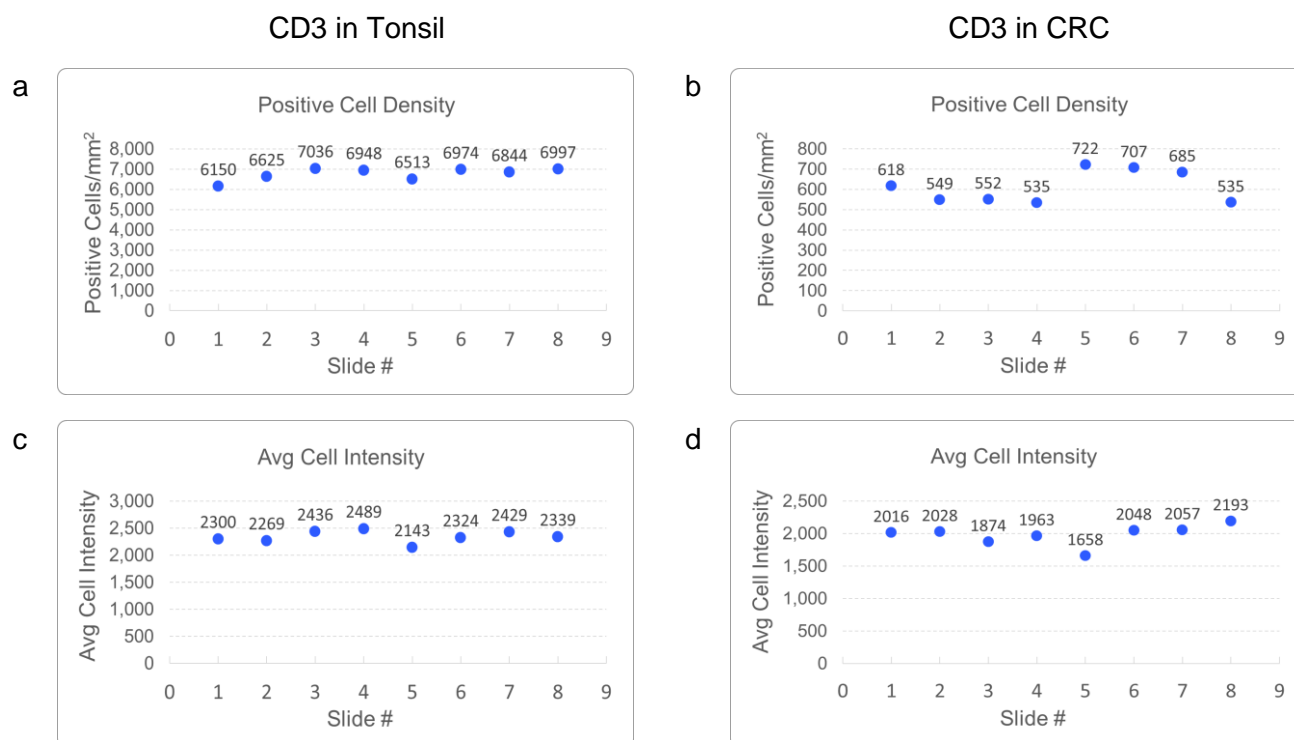 CD3 in Tonsil
CD3 in CRC
a
Positive Cell Density
Positive Cells/mm²
8,000
7,000
6,000
5,000
4,000
3,000
2,000
1,000
0
6150 6625 7036 6948 6513 6974 6844 6997
0 1 2 3 4 5 6 7 8 9
Slide #
b
Positive Cell Density
Positive Cells/mm²
800
700
600
500
400
300
200
100
0
618 549 552 535 722 707 685 535
0 1 2 3 4 5 6 7 8 9
Slide #
c
Avg Cell Intensity
Avg Cell Intensity
3,000
2,500
2,000
1,500
1,000
500
0
2300 2269 2436 2489 2143 2324 2429 2339
0 1 2 3 4 5 6 7 8 9
Slide #
d
Avg Cell Intensity
Avg Cell Intensity
2,500
2,000
1,500
1,000
500
0
2016 2028 1874 1963 1658 2048 2057 2193
0 1 2 3 4 5 6 7 8 9
Slide #